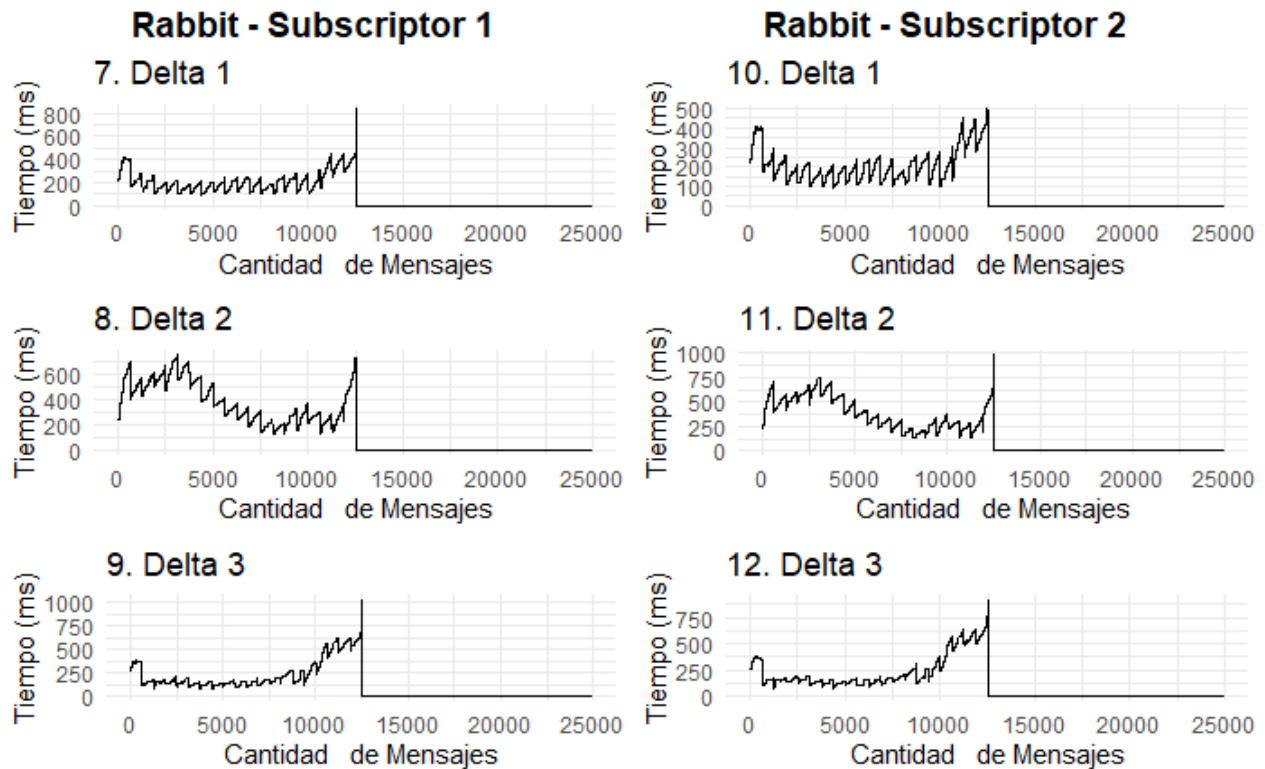 Rabbit - Subscriptor 1
7. Delta 1
Tiempo (ms)
800
600
400
200
0
0 5000 10000 15000 20000 25000
Cantidad   de Mensajes
8. Delta 2
Tiempo (ms)
600
400
200
0
0 5000 10000 15000 20000 25000
Cantidad   de Mensajes
9. Delta 3
Tiempo (ms)
1000
750
500
250
0
0 5000 10000 15000 20000 25000
Cantidad   de Mensajes
Rabbit - Subscriptor 2
10. Delta 1
Tiempo (ms)
500
400
300
200
100
0
0 5000 10000 15000 20000 25000
Cantidad   de Mensajes
11. Delta 2
Tiempo (ms)
1000
750
500
250
0
0 5000 10000 15000 20000 25000
Cantidad   de Mensajes
12. Delta 3
Tiempo (ms)
750
500
250
0
0 5000 10000 15000 20000 25000
Cantidad   de Mensajes